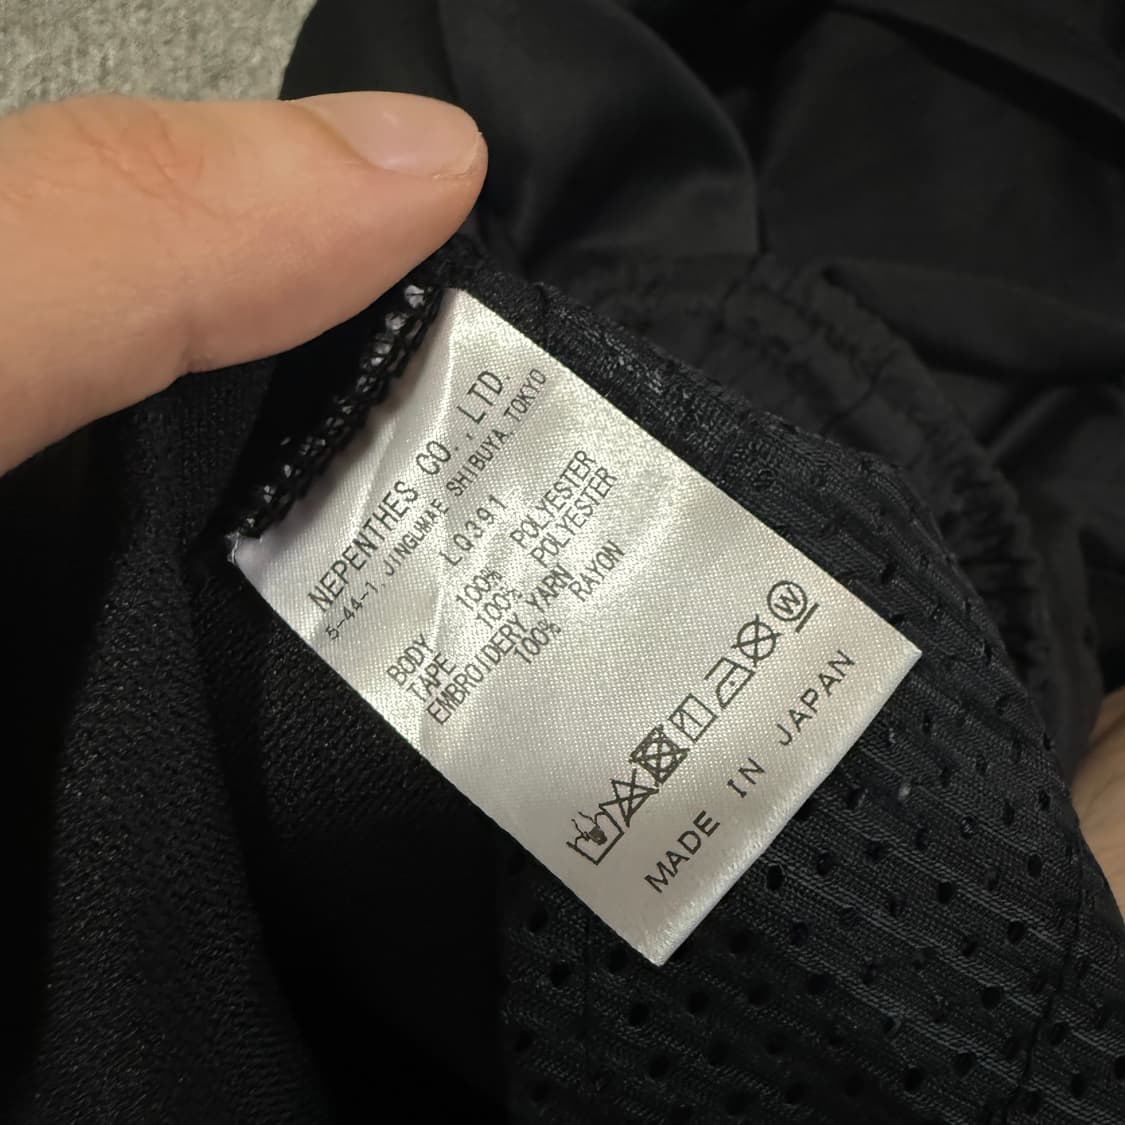 NEPENTHES CO.,LTD.
5-44-1,JINGUMAE SHIBUYA,TOKYO
LQ391
BODY 100% POLYESTER
TAPE 100% POLYESTER
EMBROIDERY YARN
100% RAYON
W
MADE IN JAPAN